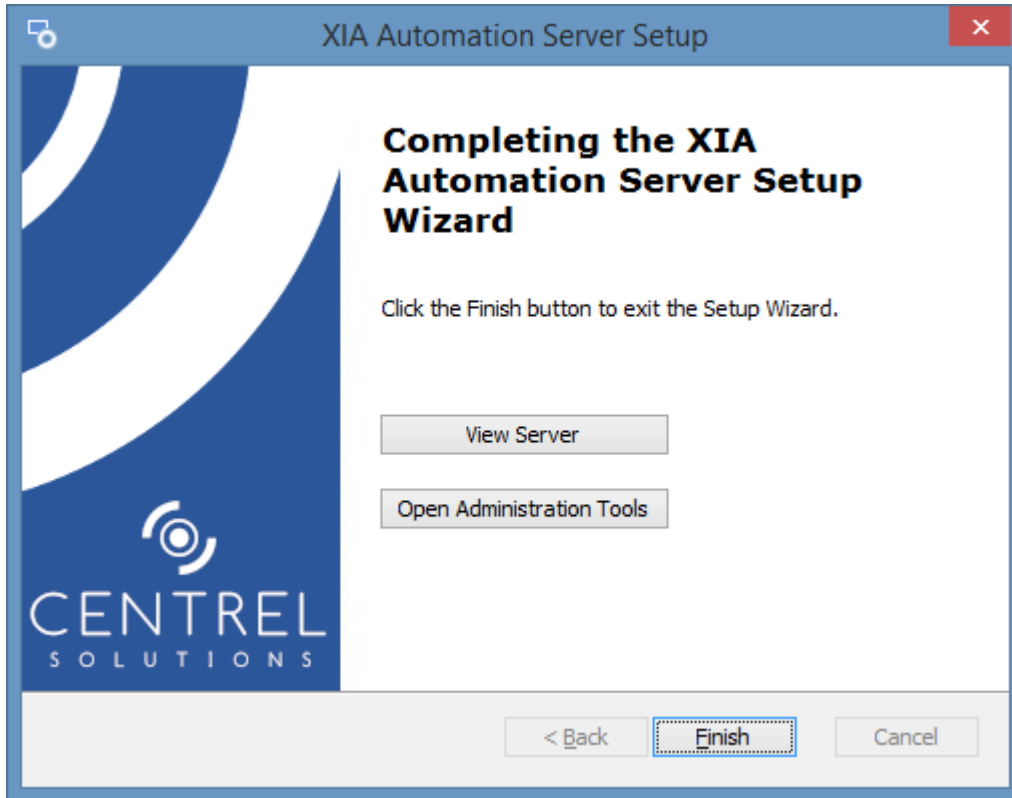 XIA Automation Server Setup
Completing the XIA
Automation Server Setup
Wizard
Click the Finish button to exit the Setup Wizard.
View Server
Open Administration Tools
CENTREL
SOLUTIONS
< Back
Finish
Cancel